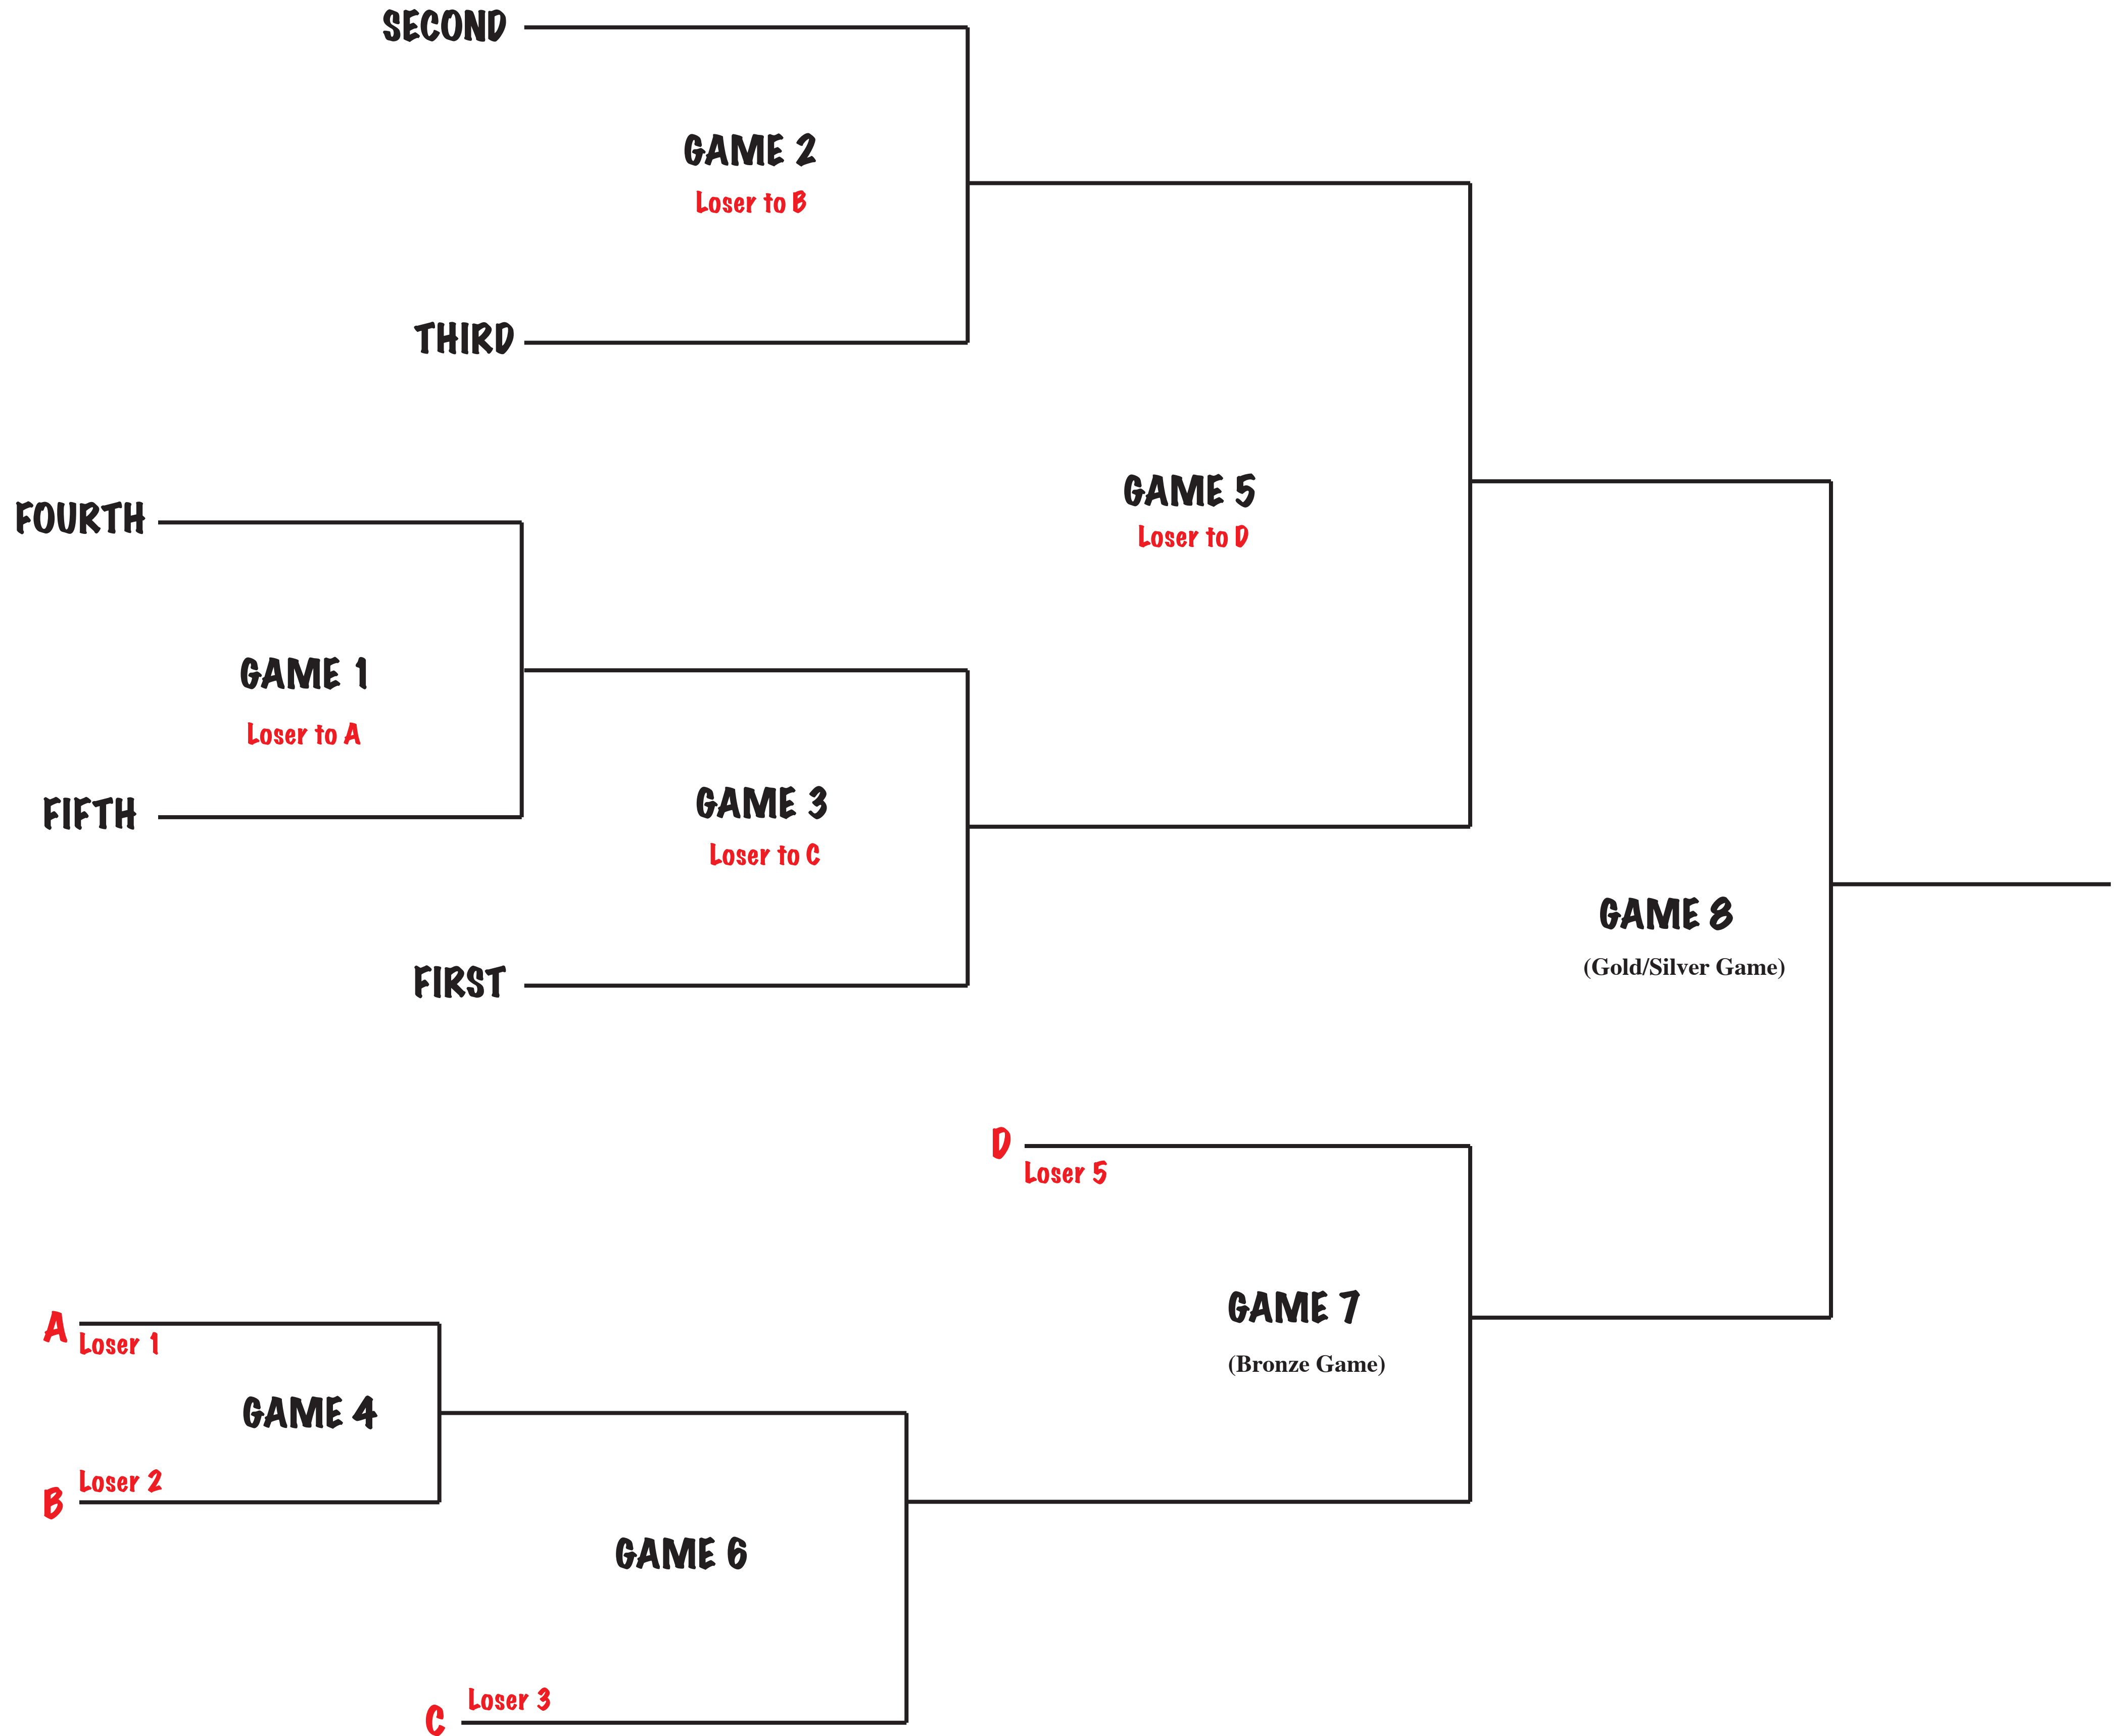 SECOND
GAME 2
Loser to B
THIRD
GAME 5
Loser to D
FOURTH
GAME 1
Loser to A
FIFTH
GAME 3
Loser to C
FIRST
GAME 8
(Gold/Silver Game)
D
Loser 5
GAME 7
(Bronze Game)
A
Loser 1
GAME 4
Loser 2
B
GAME 6
Loser 3
C